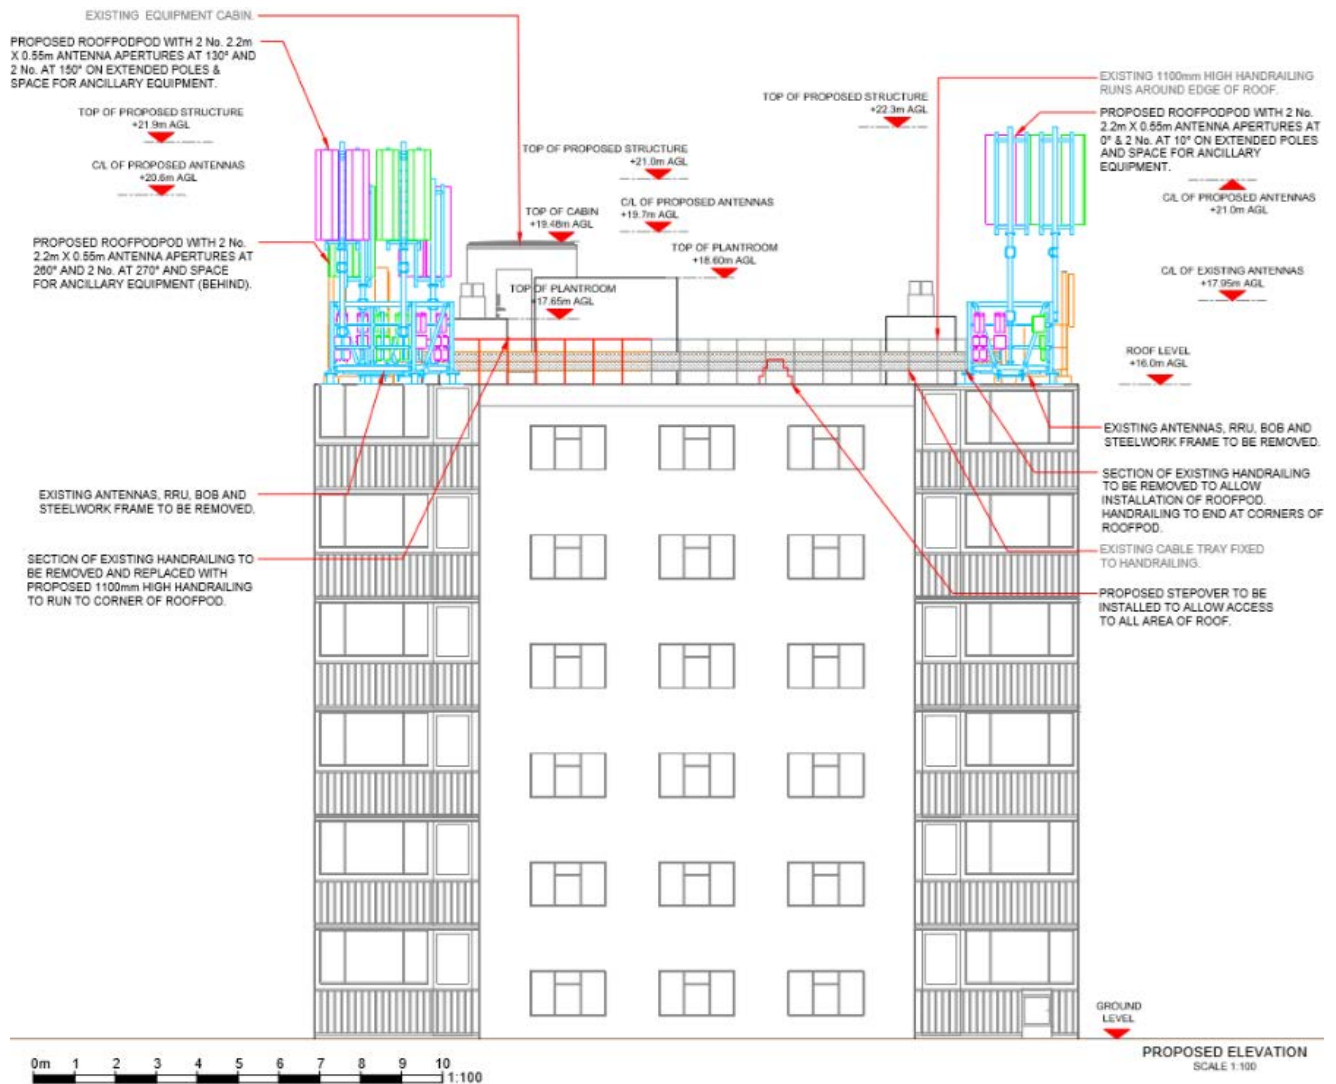 EXISTING EQUIPMENT CABIN.
PROPOSED ROOFPODPOD WITH 2 No. 2.2m
X 0.55m ANTENNA APERTURES AT 130° AND
2 No. AT 150° ON EXTENDED POLES &
SPACE FOR ANCILLARY EQUIPMENT.
TOP OF PROPOSED STRUCTURE
+21.9m AGL
C/L OF PROPOSED ANTENNAS
+20.6m AGL
PROPOSED ROOFPODPOD WITH 2 No.
2.2m X 0.55m ANTENNA APERTURES AT
260° AND 2 No. AT 270° AND SPACE
FOR ANCILLARY EQUIPMENT (BEHIND).
TOP OF PROPOSED STRUCTURE
+21.0m AGL
TOP OF CABIN
+19.46m AGL
C/L OF PROPOSED ANTENNAS
+19.7m AGL
TOP OF PLANTROOM
+18.60m AGL
TOP OF PLANTROOM
+17.65m AGL
TOP OF PROPOSED STRUCTURE
+22.3m AGL
EXISTING 1100mm HIGH HANDRAILING
RUNS AROUND EDGE OF ROOF.
PROPOSED ROOFPODPOD WITH 2 No.
2.2m X 0.55m ANTENNA APERTURES AT
0° & 2 No. AT 10° ON EXTENDED POLES
AND SPACE FOR ANCILLARY
EQUIPMENT.
C/L OF PROPOSED ANTENNAS
+21.0m AGL
C/L OF EXISTING ANTENNAS
+17.95m AGL
ROOF LEVEL
+16.0m AGL
EXISTING ANTENNAS, RRU, BOB AND
STEELWORK FRAME TO BE REMOVED.
SECTION OF EXISTING HANDRAILING
TO BE REMOVED TO ALLOW
INSTALLATION OF ROOFPOD.
HANDRAILING TO END AT CORNERS OF
ROOFPOD.
EXISTING CABLE TRAY FIXED
TO HANDRAILING.
PROPOSED STEPOVER TO BE
INSTALLED TO ALLOW ACCESS
TO ALL AREA OF ROOF.
EXISTING ANTENNAS, RRU, BOB AND
STEELWORK FRAME TO BE REMOVED.
SECTION OF EXISTING HANDRAILING TO
BE REMOVED AND REPLACED WITH
PROPOSED 1100mm HIGH HANDRAILING
TO RUN TO CORNER OF ROOFPOD.
GROUND
LEVEL
PROPOSED ELEVATION
SCALE 1:100
0m 1 2 3 4 5 6 7 8 9 10
1:100